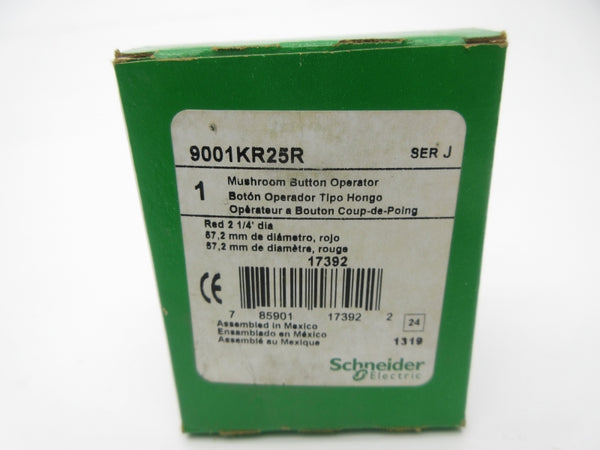 9001KR25R SER J
1 Mushroom Button Operator
Botón Operador Tipo Hongo
Opérateur a Bouton Coup-de-Poing
Red 2 1/4' dia
57,2 mm de diámetro, rojo
57,2 mm de diamètre, rouge
17392
CE
7 85901 17392 2 24
Assembled in Mexico
Ensamblado en México
Assemblé au Mexique
1319
Schneider
Electric